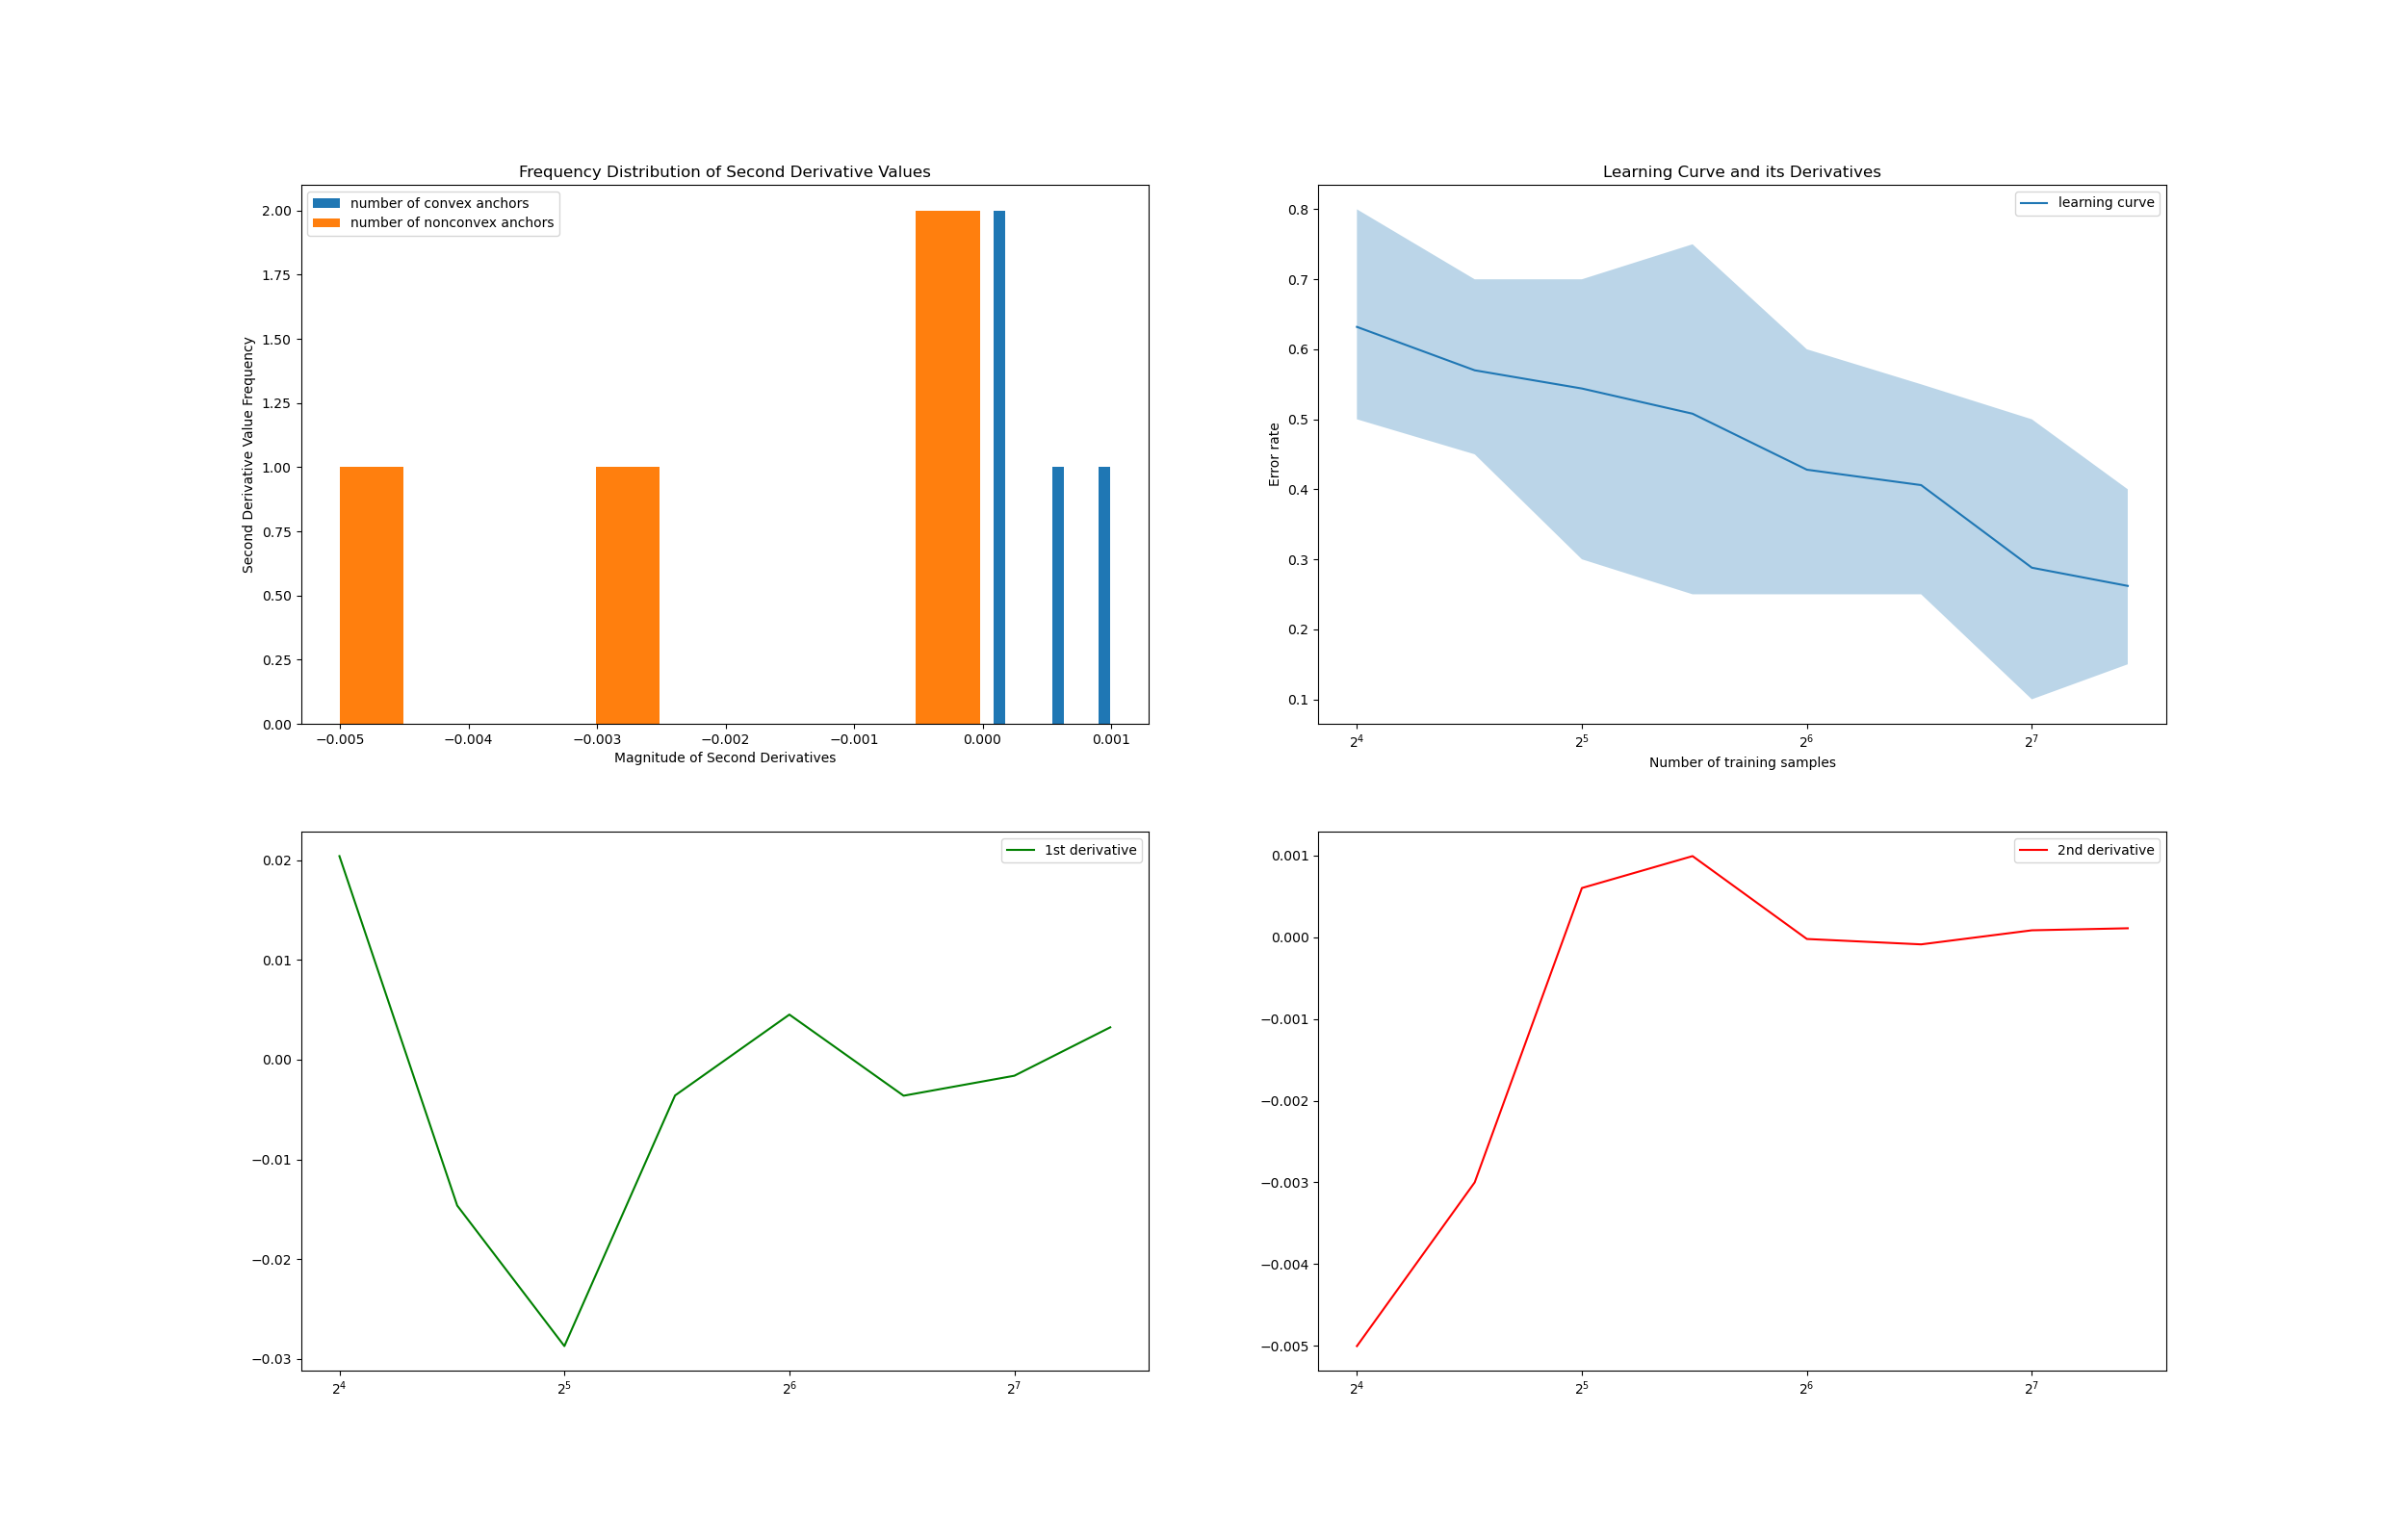 Frequency Distribution of Second Derivative Values
number of convex anchors
number of nonconvex anchors
2.00
1.75
1.50
1.25
1.00
0.75
0.50
0.25
0.00
Second Derivative Value Frequency
−0.005 −0.004 −0.003 −0.002 −0.001 0.000 0.001
Magnitude of Second Derivatives
Learning Curve and its Derivatives
learning curve
0.8
0.7
0.6
0.5
0.4
0.3
0.2
0.1
Error rate
2⁴ 2⁵ 2⁶ 2⁷
Number of training samples
1st derivative
0.02
0.01
0.00
−0.01
−0.02
−0.03
2⁴ 2⁵ 2⁶ 2⁷
2nd derivative
0.001
0.000
−0.001
−0.002
−0.003
−0.004
−0.005
2⁴ 2⁵ 2⁶ 2⁷